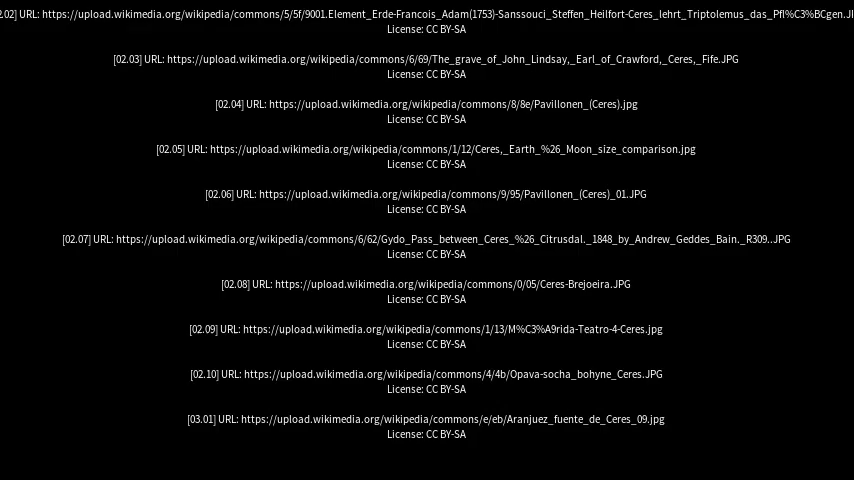 .02] URL: https://upload.wikimedia.org/wikipedia/commons/5/5f/9001.Element_Erde-Francois_Adam(1753)-Sanssouci_Steffen_Heilfort-Ceres_lehrt_Triptolemus_das_Pfl%C3%BCgen.JI
License: CC BY-SA
[02.03] URL: https://upload.wikimedia.org/wikipedia/commons/6/69/The_grave_of_John_Lindsay,_Earl_of_Crawford,_Ceres,_Fife.JPG
License: CC BY-SA
[02.04] URL: https://upload.wikimedia.org/wikipedia/commons/8/8e/Pavillonen_(Ceres).jpg
License: CC BY-SA
[02.05] URL: https://upload.wikimedia.org/wikipedia/commons/1/12/Ceres,_Earth_%26_Moon_size_comparison.jpg
License: CC BY-SA
[02.06] URL: https://upload.wikimedia.org/wikipedia/commons/9/95/Pavillonen_(Ceres)_01.JPG
License: CC BY-SA
[02.07] URL: https://upload.wikimedia.org/wikipedia/commons/6/62/Gydo_Pass_between_Ceres_%26_Citrusdal._1848_by_Andrew_Geddes_Bain._R309..JPG
License: CC BY-SA
[02.08] URL: https://upload.wikimedia.org/wikipedia/commons/0/05/Ceres-Brejoeira.JPG
License: CC BY-SA
[02.09] URL: https://upload.wikimedia.org/wikipedia/commons/1/13/M%C3%A9rida-Teatro-4-Ceres.jpg
License: CC BY-SA
[02.10] URL: https://upload.wikimedia.org/wikipedia/commons/4/4b/Opava-socha_bohyne_Ceres.JPG
License: CC BY-SA
[03.01] URL: https://upload.wikimedia.org/wikipedia/commons/e/eb/Aranjuez_fuente_de_Ceres_09.jpg
License: CC BY-SA